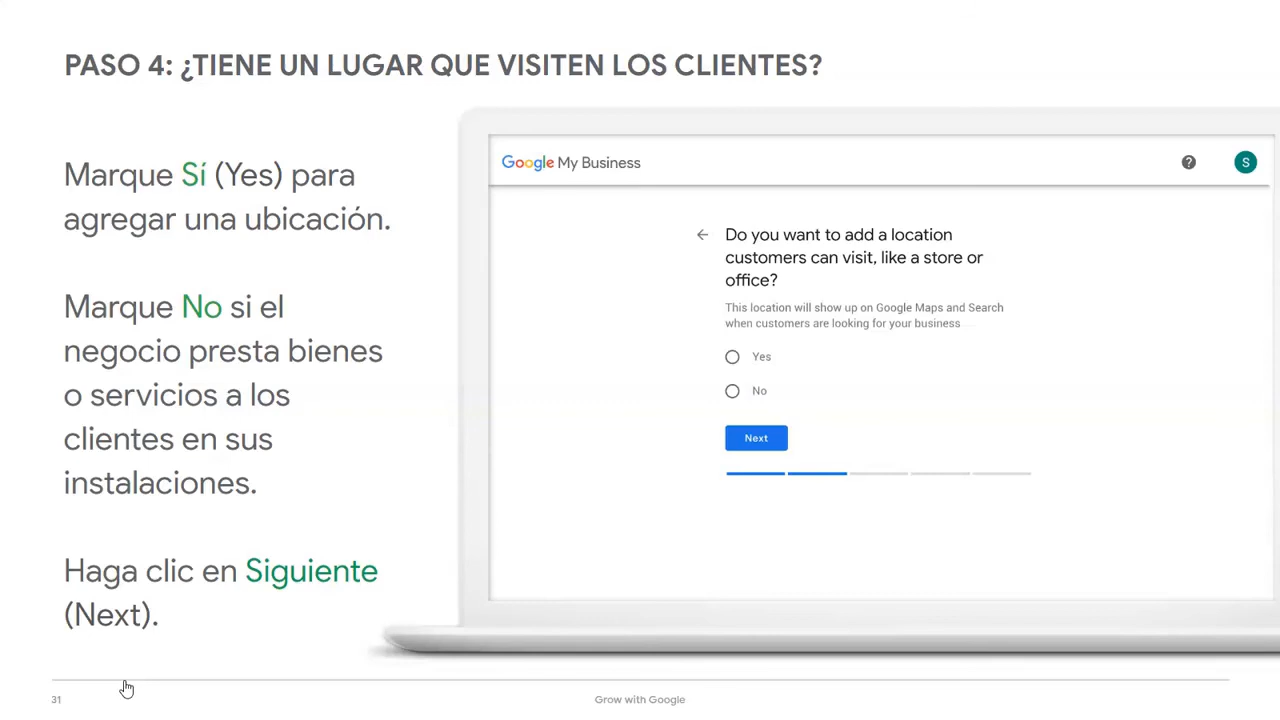 PASO 4: ¿TIENE UN LUGAR QUE VISITEN LOS CLIENTES?
Marque Sí (Yes) para
agregar una ubicación.
Marque No si el
negocio presta bienes
o servicios a los
clientes en sus
instalaciones.
Haga clic en Siguiente
(Next).
Google My Business
?
S
Do you want to add a location
customers can visit, like a store or
office?
This location will show up on Google Maps and Search
when customers are looking for your business
Yes
No
Next
31
Grow with Google